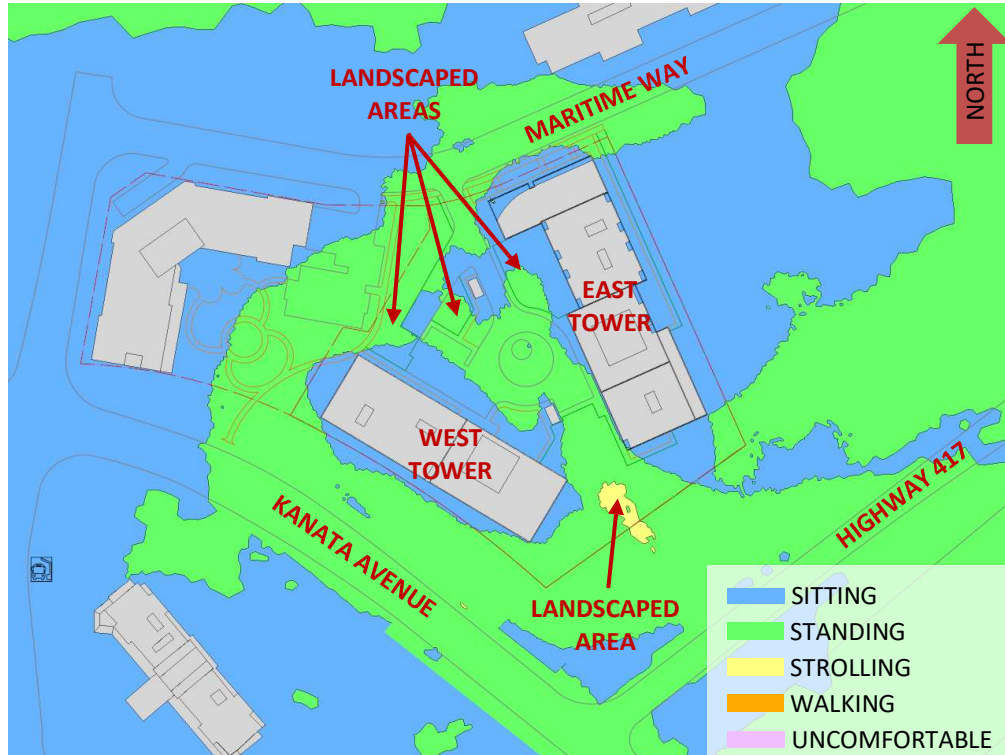 LANDSCAPED
AREAS
MARITIME WAY
NORTH
EAST
TOWER
WEST
TOWER
KANATA AVENUE
HIGHWAY 417
LANDSCAPED
AREA
SITTING
STANDING
STROLLING
WALKING
UNCOMFORTABLE